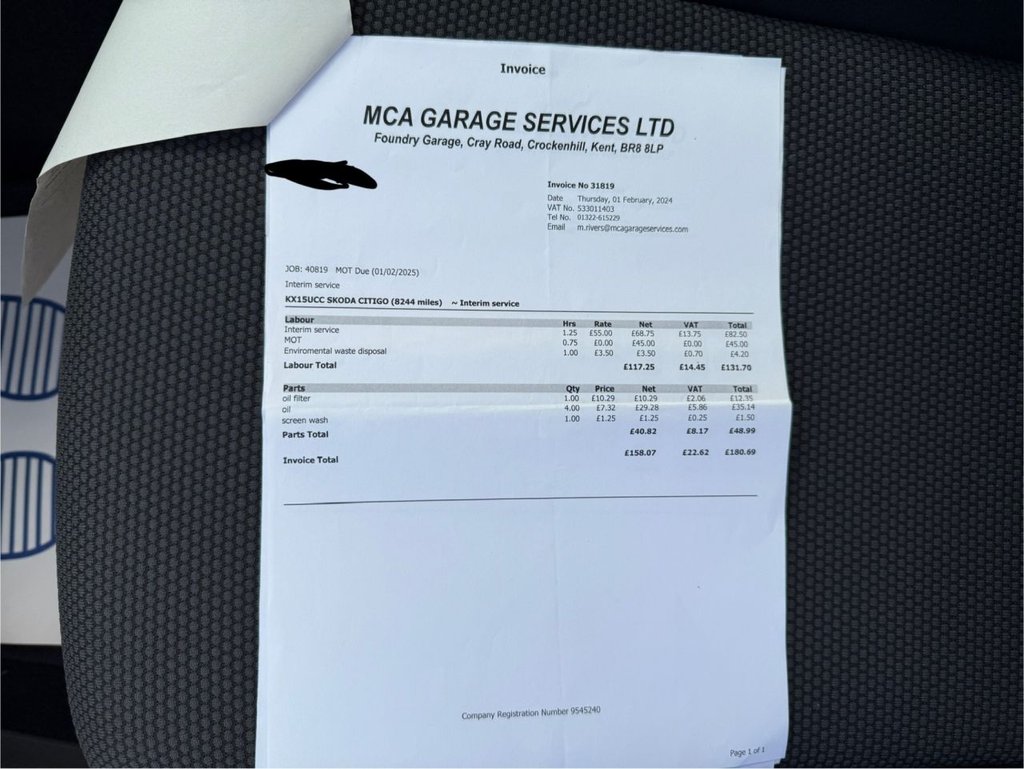 Invoice
MCA GARAGE SERVICES LTD
Foundry Garage, Cray Road, Crockenhill, Kent, BR8 8LP
Invoice No 31819
Date Thursday, 01 February, 2024
VAT No. 533011403
Tel No. 01322-615229
Email m.rivers@mcagarageservices.com
JOB: 40819 MOT Due (01/02/2025)
Interim service
KX15UCC SKODA CITIGO (8244 miles) ~ Interim service
Labour Hrs Rate Net VAT Total
Interim service 1.25 £55.00 £68.75 £13.75 £82.50
MOT 0.75 £0.00 £45.00 £0.00 £45.00
Enviromental waste disposal 1.00 £3.50 £3.50 £0.70 £4.20
Labour Total £117.25 £14.45 £131.70
Parts Qty Price Net VAT Total
oil filter 1.00 £10.29 £10.29 £2.06 £12.35
oil 4.00 £7.32 £29.28 £5.86 £35.14
screen wash 1.00 £1.25 £1.25 £0.25 £1.50
Parts Total £40.82 £8.17 £48.99
Invoice Total £158.07 £22.62 £180.69
Company Registration Number 9545240
Page 1 of 1